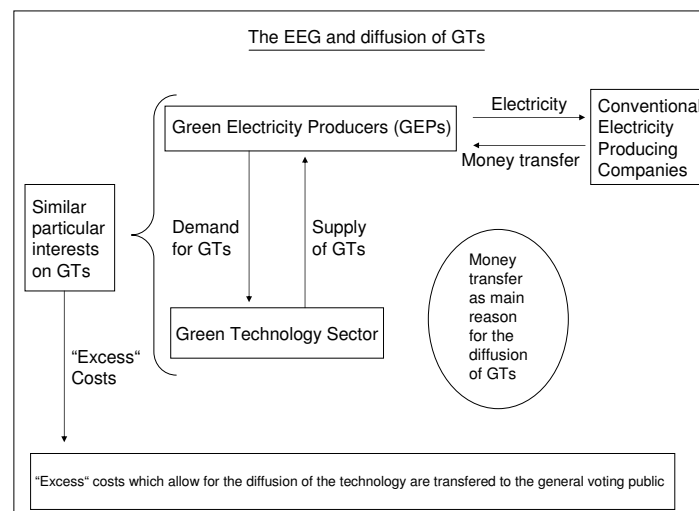 The EEG and diffusion of GTs
Green Electricity Producers (GEPs)
Electricity
Money transfer
Conventional
Electricity
Producing
Companies
Similar
particular
interests
on GTs
Demand
for GTs
Supply
of GTs
Money
transfer
as main
reason
for the
diffusion
of GTs
Green Technology Sector
“Excess“
Costs
“Excess“ costs which allow for the diffusion of the technology are transfered to the general voting public